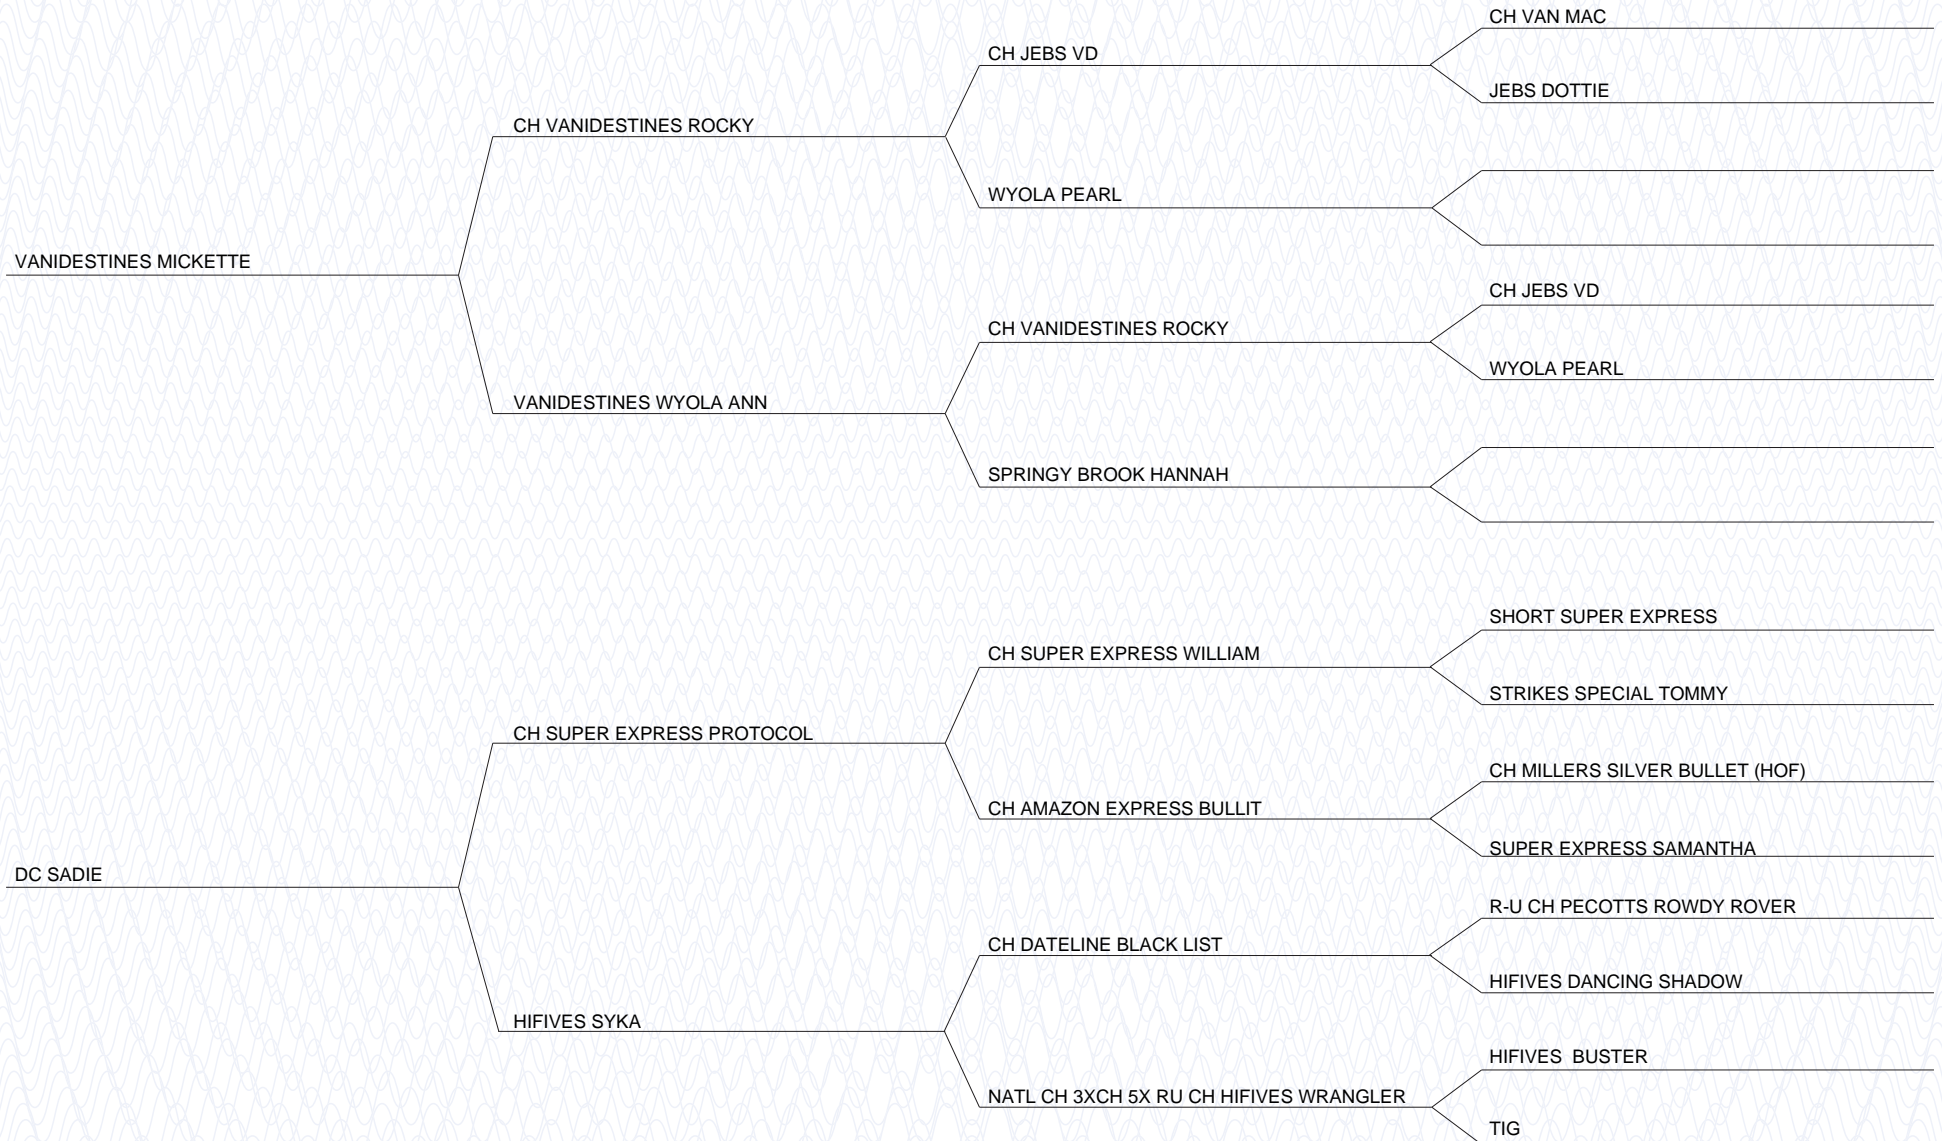 CH VAN MAC
CH JEBS VD
JEBS DOTTIE
CH VANIDESTINES ROCKY
WYOLA PEARL
VANIDESTINES MICKETTE
CH JEBS VD
CH VANIDESTINES ROCKY
WYOLA PEARL
VANIDESTINES WYOLA ANN
SPRINGY BROOK HANNAH
SHORT SUPER EXPRESS
CH SUPER EXPRESS WILLIAM
STRIKES SPECIAL TOMMY
CH SUPER EXPRESS PROTOCOL
CH MILLERS SILVER BULLET (HOF)
CH AMAZON EXPRESS BULLIT
SUPER EXPRESS SAMANTHA
DC SADIE
R-U CH PECOTTS ROWDY ROVER
CH DATELINE BLACK LIST
HIFIVES DANCING SHADOW
HIFIVES SYKA
HIFIVES  BUSTER
NATL CH 3XCH 5X RU CH HIFIVES WRANGLER
TIG